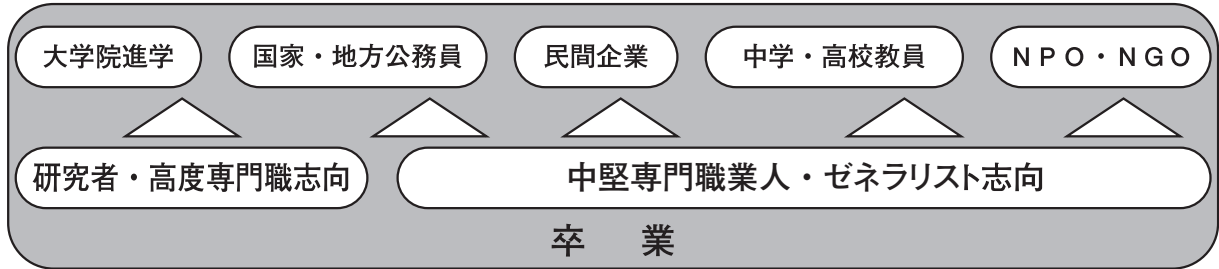 大学院進学 国家・地方公務員 民間企業 中学・高校教員 ＮＰＯ・ＮＧＯ
研究者・高度専門職志向 中堅専門職業人・ゼネラリスト志向
卒　業